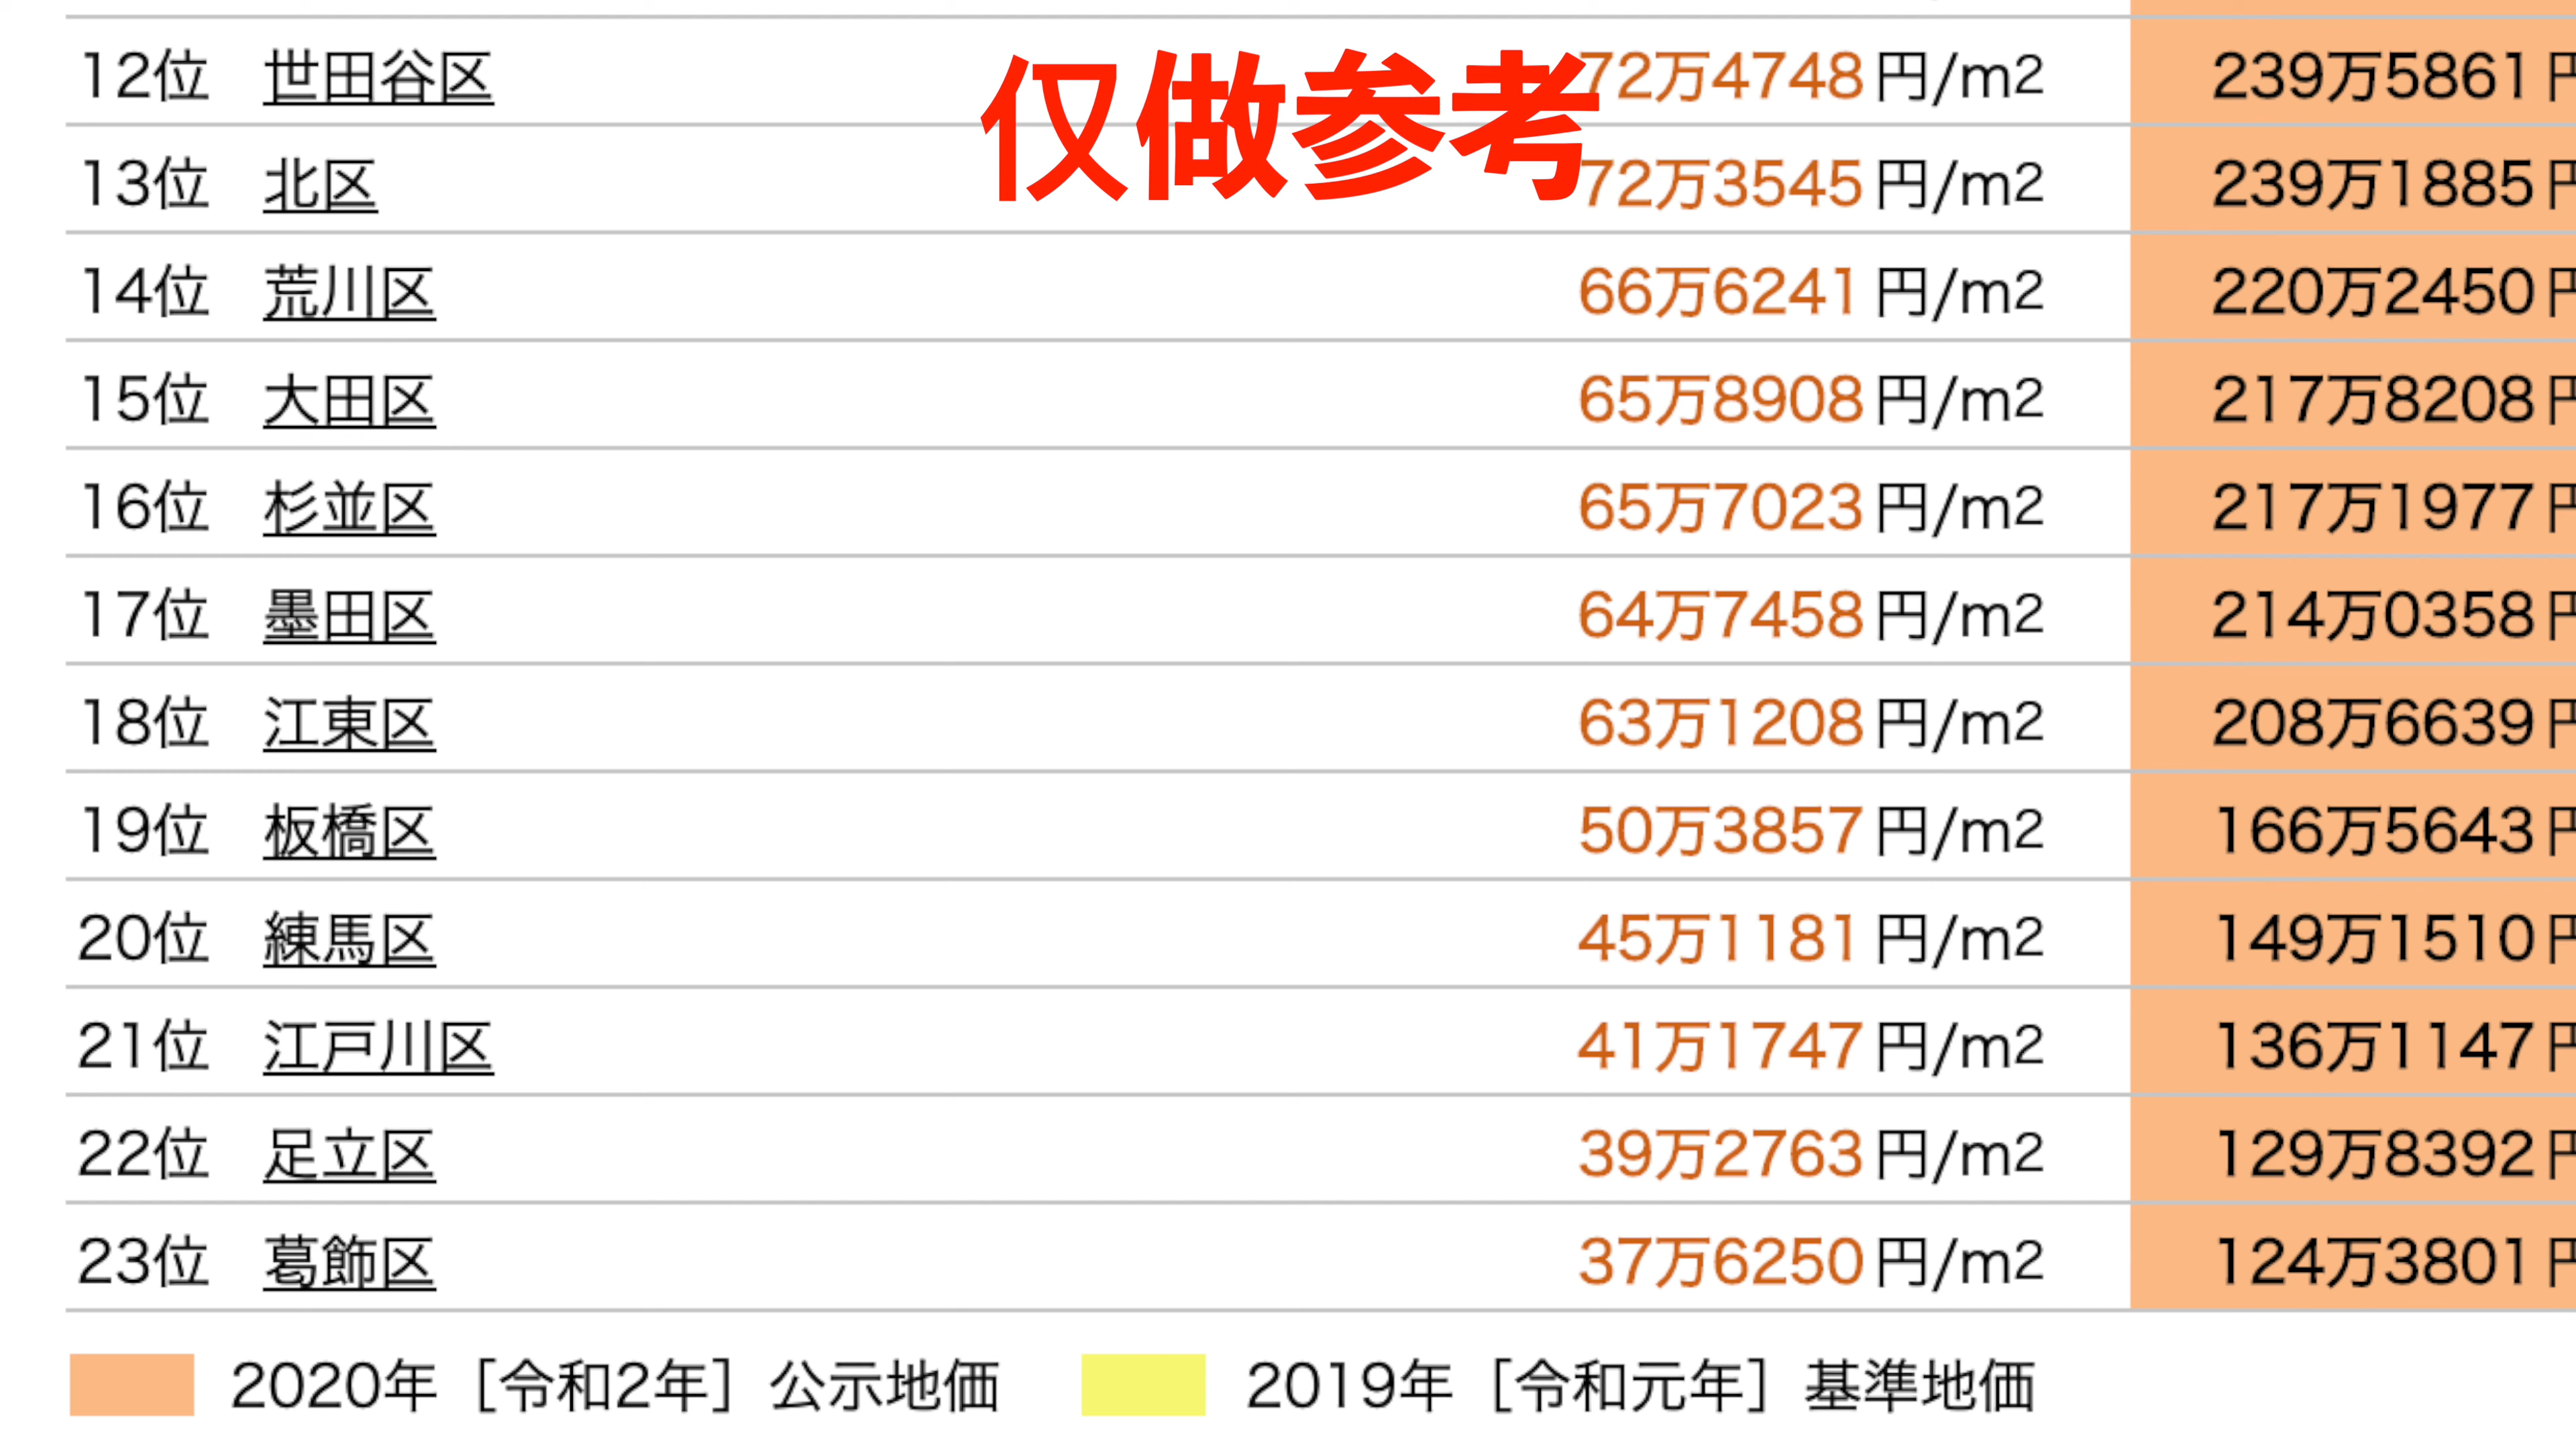 仅做参考
12位 世田谷区 72万4748円/m2 239万5861円
13位 北区 72万3545円/m2 239万1885円
14位 荒川区 66万6241円/m2 220万2450円
15位 大田区 65万8908円/m2 217万8208円
16位 杉並区 65万7023円/m2 217万1977円
17位 墨田区 64万7458円/m2 214万0358円
18位 江東区 63万1208円/m2 208万6639円
19位 板橋区 50万3857円/m2 166万5643円
20位 練馬区 45万1181円/m2 149万1510円
21位 江戸川区 41万1747円/m2 136万1147円
22位 足立区 39万2763円/m2 129万8392円
23位 葛飾区 37万6250円/m2 124万3801円
2020年［令和2年］公示地価 2019年［令和元年］基準地価